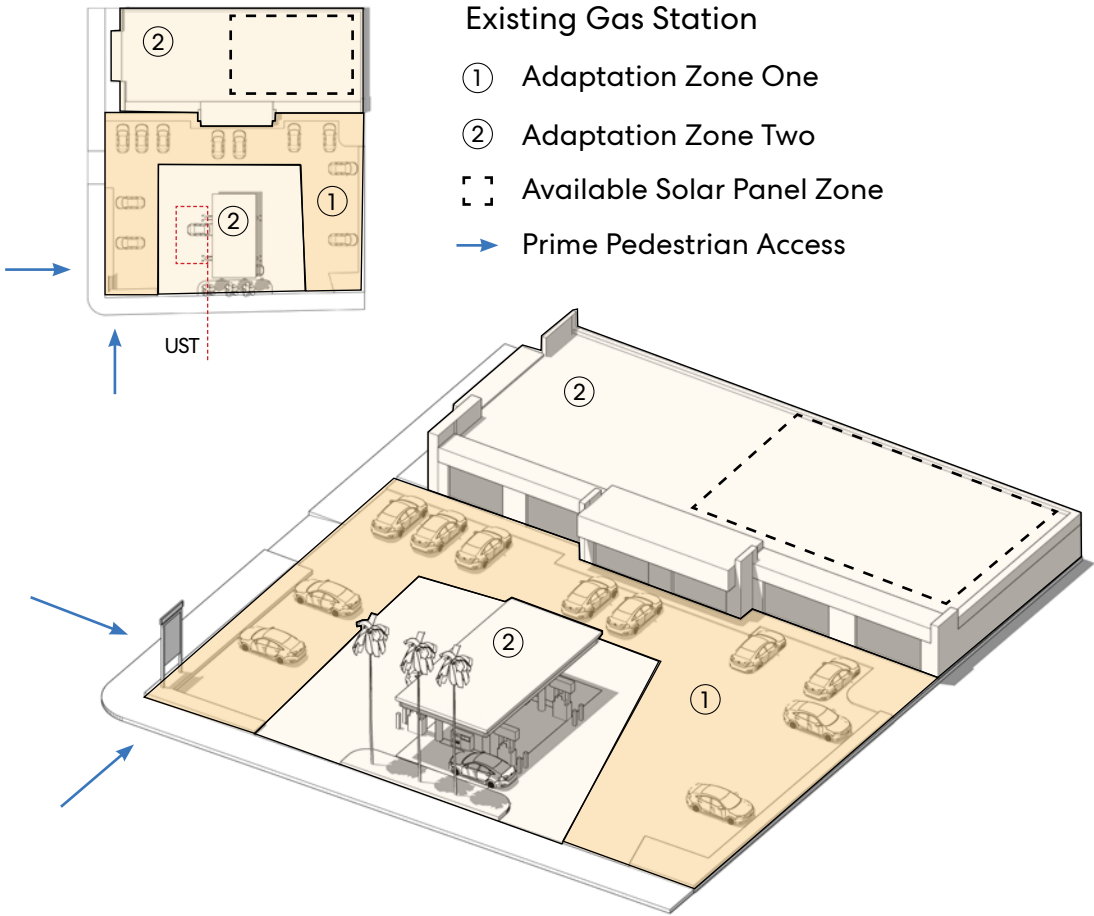 Existing Gas Station
① Adaptation Zone One
② Adaptation Zone Two
Available Solar Panel Zone
Prime Pedestrian Access
②
①
②
UST
②
②
①